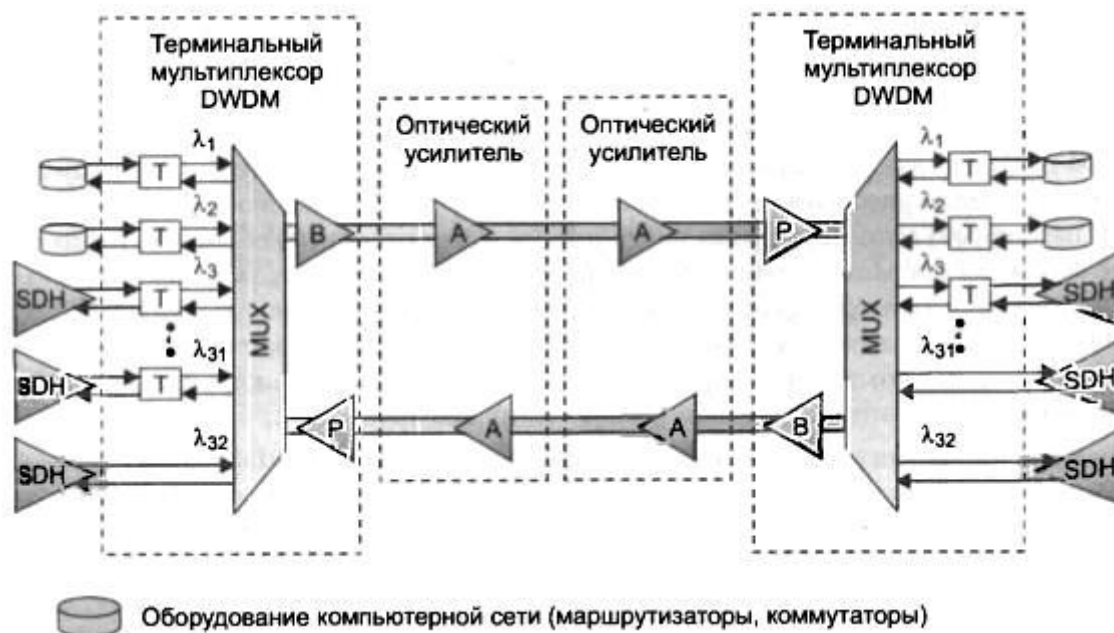 Терминальный
мультиплексор
DWDM
Терминальный
мультиплексор
DWDM
Оптический
усилитель
Оптический
усилитель
λ1
T
λ2
T
λ3
SDH
T
λ31
SDH
T
λ32
SDH
MUX
B
A
A
P
P
A
A
B
MUX
λ1
T
λ2
T
λ3
T
SDH
λ31
SDH
λ32
SDH
Оборудование компьютерной сети (маршрутизаторы, коммутаторы)